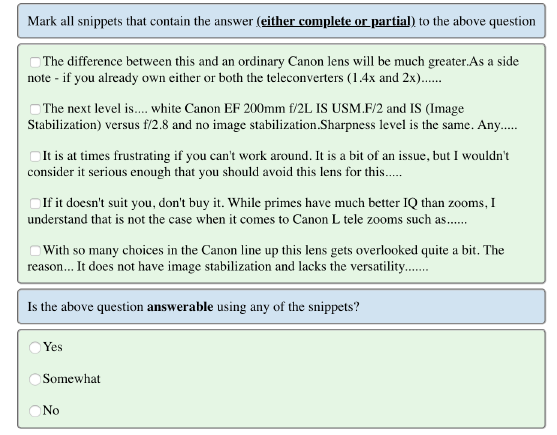 Mark all snippets that contain the answer (either complete or partial) to the above question
The difference between this and an ordinary Canon lens will be much greater.As a side
note - if you already own either or both the teleconverters (1.4x and 2x)......
The next level is.... white Canon EF 200mm f/2L IS USM.F/2 and IS (Image
Stabilization) versus f/2.8 and no image stabilization.Sharpness level is the same. Any.....
It is at times frustrating if you can't work around. It is a bit of an issue, but I wouldn't
consider it serious enough that you should avoid this lens for this.....
If it doesn't suit you, don't buy it. While primes have much better IQ than zooms, I
understand that is not the case when it comes to Canon L tele zooms such as......
With so many choices in the Canon line up this lens gets overlooked quite a bit. The
reason... It does not have image stabilization and lacks the versatility.......
Is the above question answerable using any of the snippets?
Yes
Somewhat
No